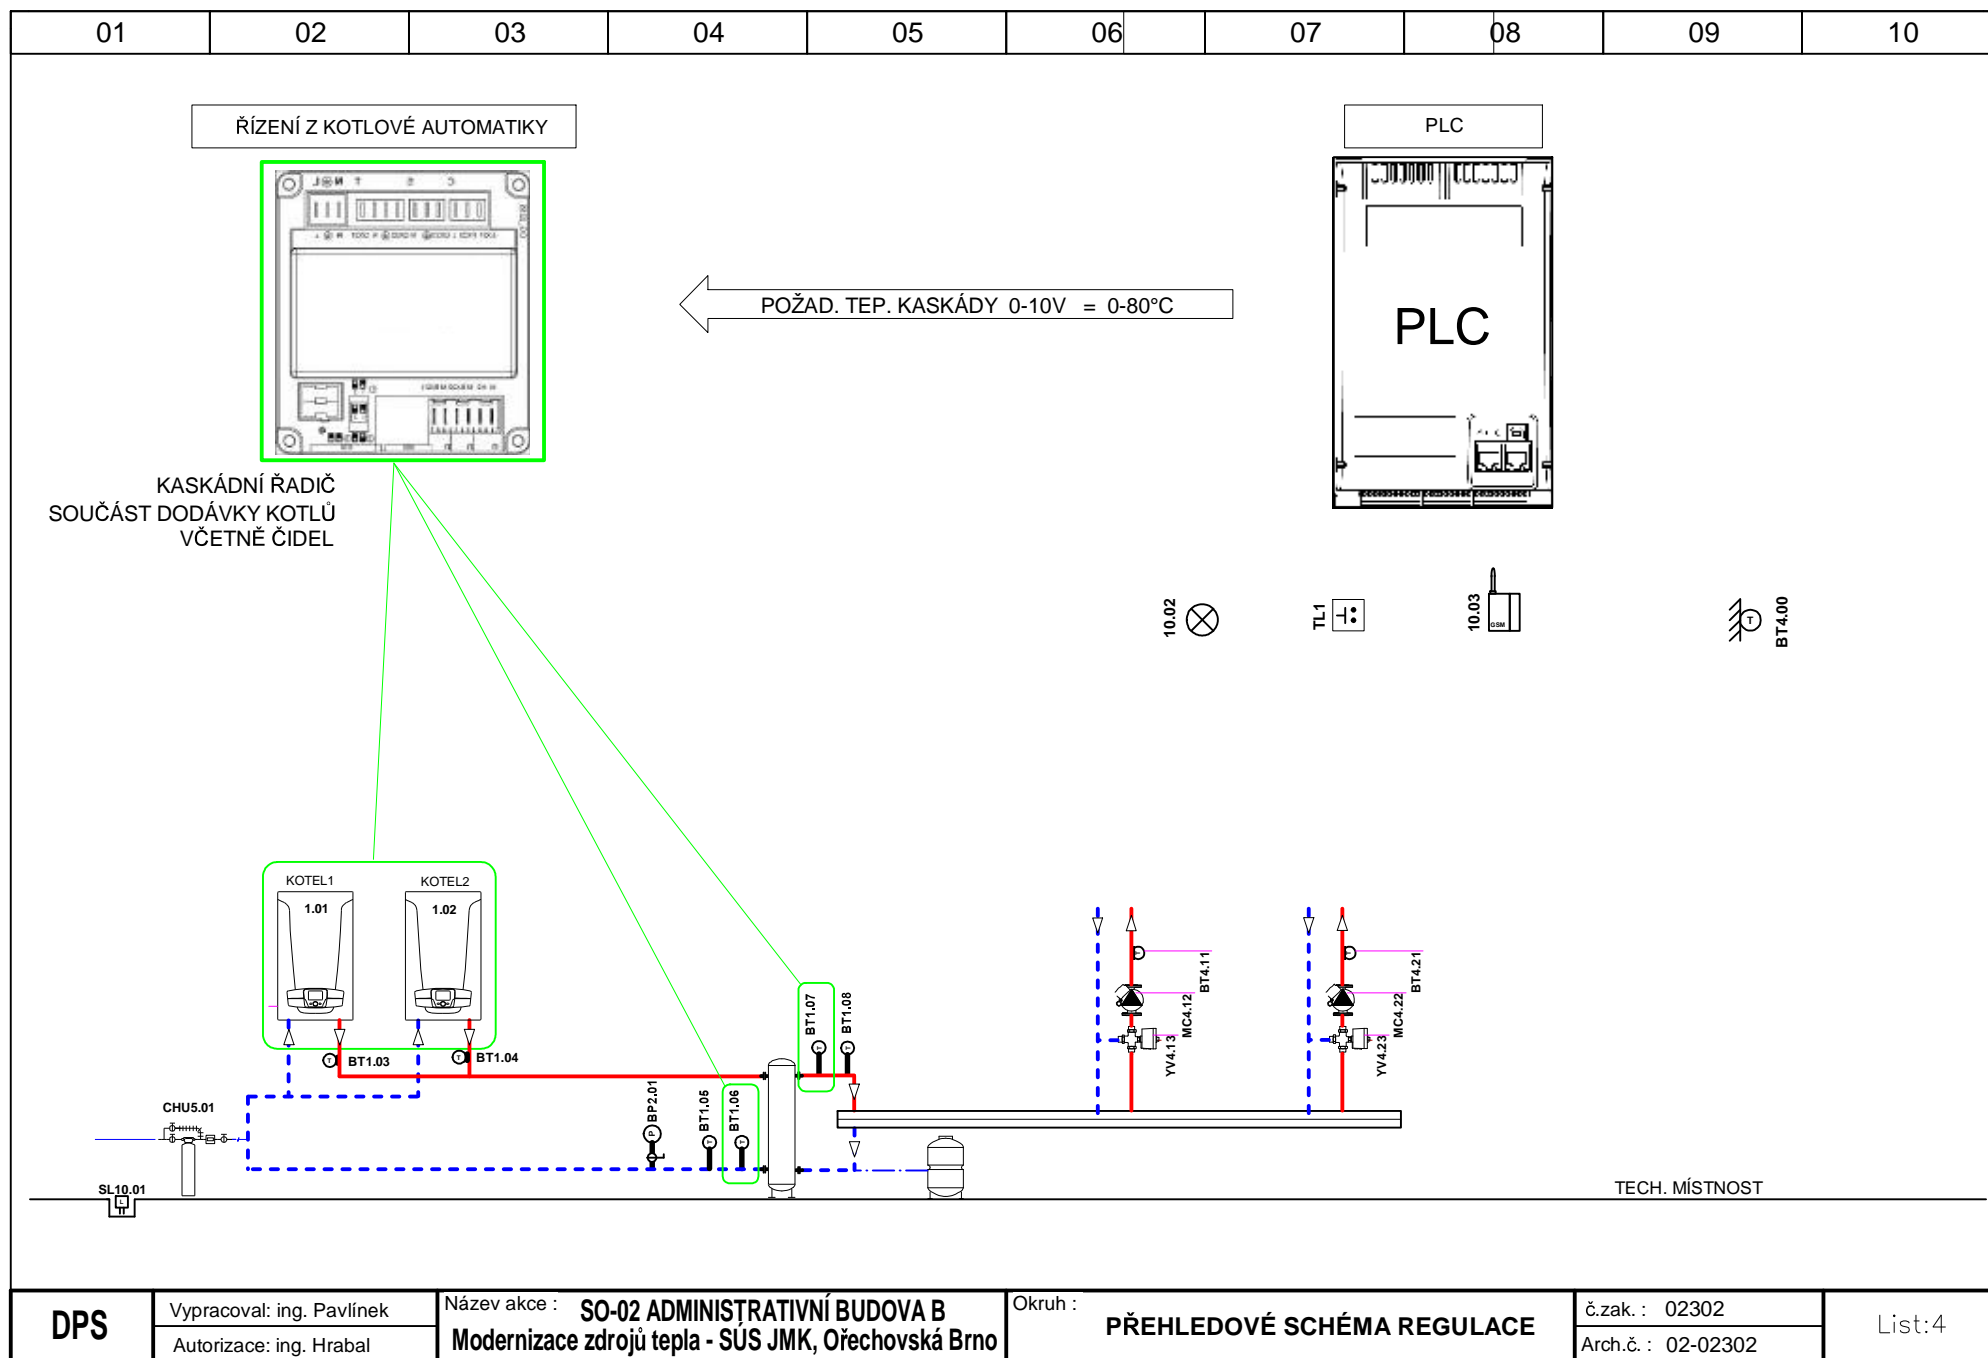 01 02 03 04 05 06 07 08 09 10
ŘÍZENÍ Z KOTLOVÉ AUTOMATIKY
PLC
POŽAD. TEP. KASKÁDY 0-10V = 0-80°C
PLC
KASKÁDNÍ ŘADIČ
SOUČÁST DODÁVKY KOTLŮ
VČETNĚ ČIDEL
10.02
TL1
10.03
GSM
T
BT4.00
KOTEL1
KOTEL2
1.01
1.02
BT4.11
BT4.21
MC4.12
MC4.22
YV4.13
YV4.23
BT1.07
BT1.08
BT1.03
BT1.04
BP2.01
BT1.05
BT1.06
CHU5.01
SL10.01
L
TECH. MÍSTNOST
DPS
Vypracoval: ing. Pavlínek
Autorizace: ing. Hrabal
Název akce :
SO-02 ADMINISTRATIVNÍ BUDOVA B
Modernizace zdrojů tepla - SÚS JMK, Ořechovská Brno
Okruh :
PŘEHLEDOVÉ SCHÉMA REGULACE
č.zak. : 02302
Arch.č. : 02-02302
List:4